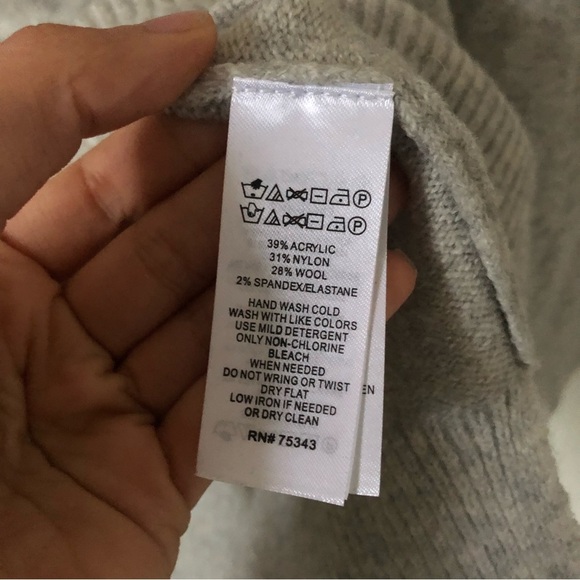 39% ACRYLIC
31% NYLON
28% WOOL
2% SPANDEX/ELASTANE
HAND WASH COLD
WASH WITH LIKE COLORS
USE MILD DETERGENT
ONLY NON-CHLORINE
BLEACH
WHEN NEEDED
DO NOT WRING OR TWIST
EN
DRY FLAT
LOW IRON IF NEEDED
OR DRY CLEAN
RN# 75343